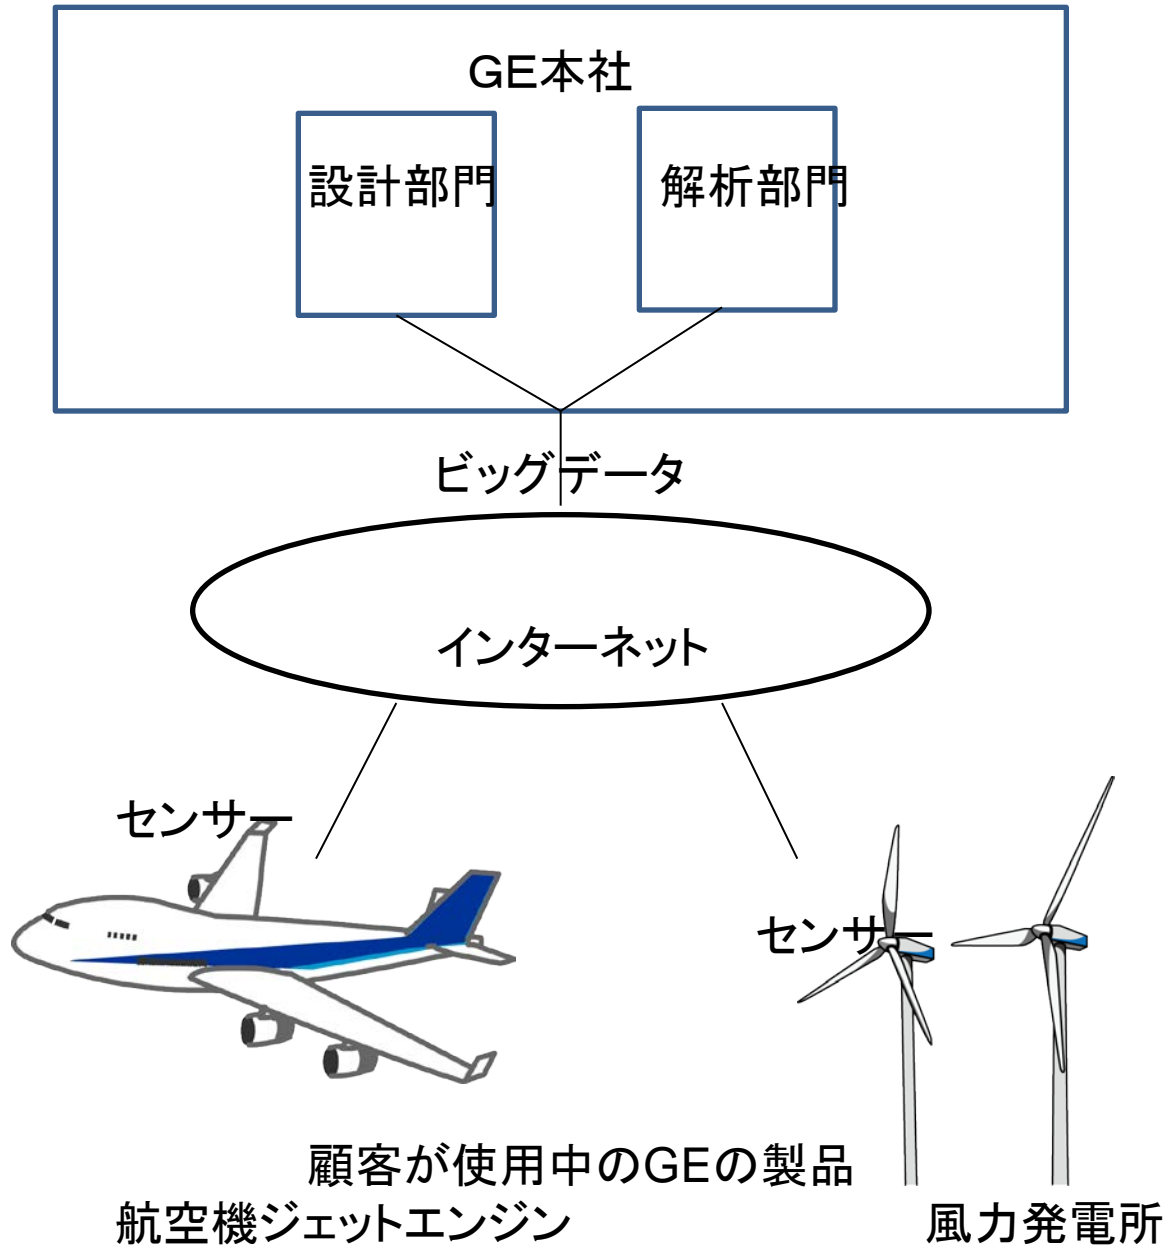 GE本社
設計部門
解析部門
ビッグデータ
インターネット
センサー
センサー
顧客が使用中のGEの製品
航空機ジェットエンジン
風力発電所